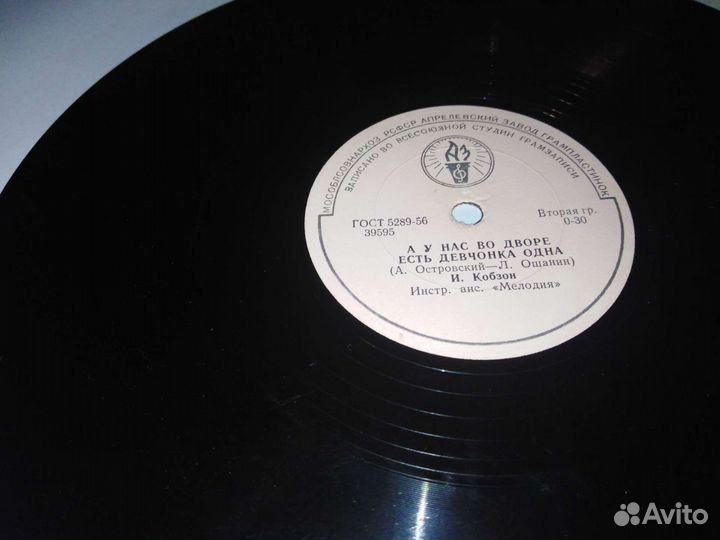 МОСОБЛСОВНАРХОЗ РСФСР АПРЕЛЕВСКИЙ ЗАВОД ГРАМПЛАСТИНОК
ЗАПИСАНО ВО ВСЕСОЮЗНОЙ СТУДИИ ГРАМЗАПИСИ
АЗ
ГОСТ 5289-56
39595
Вторая гр.
0-30
А У НАС ВО ДВОРЕ
ЕСТЬ ДЕВЧОНКА ОДНА
(А. Островский—Л. Ошанин)
И. Кобзон
Инстр. анс. «Мелодия»
Avito